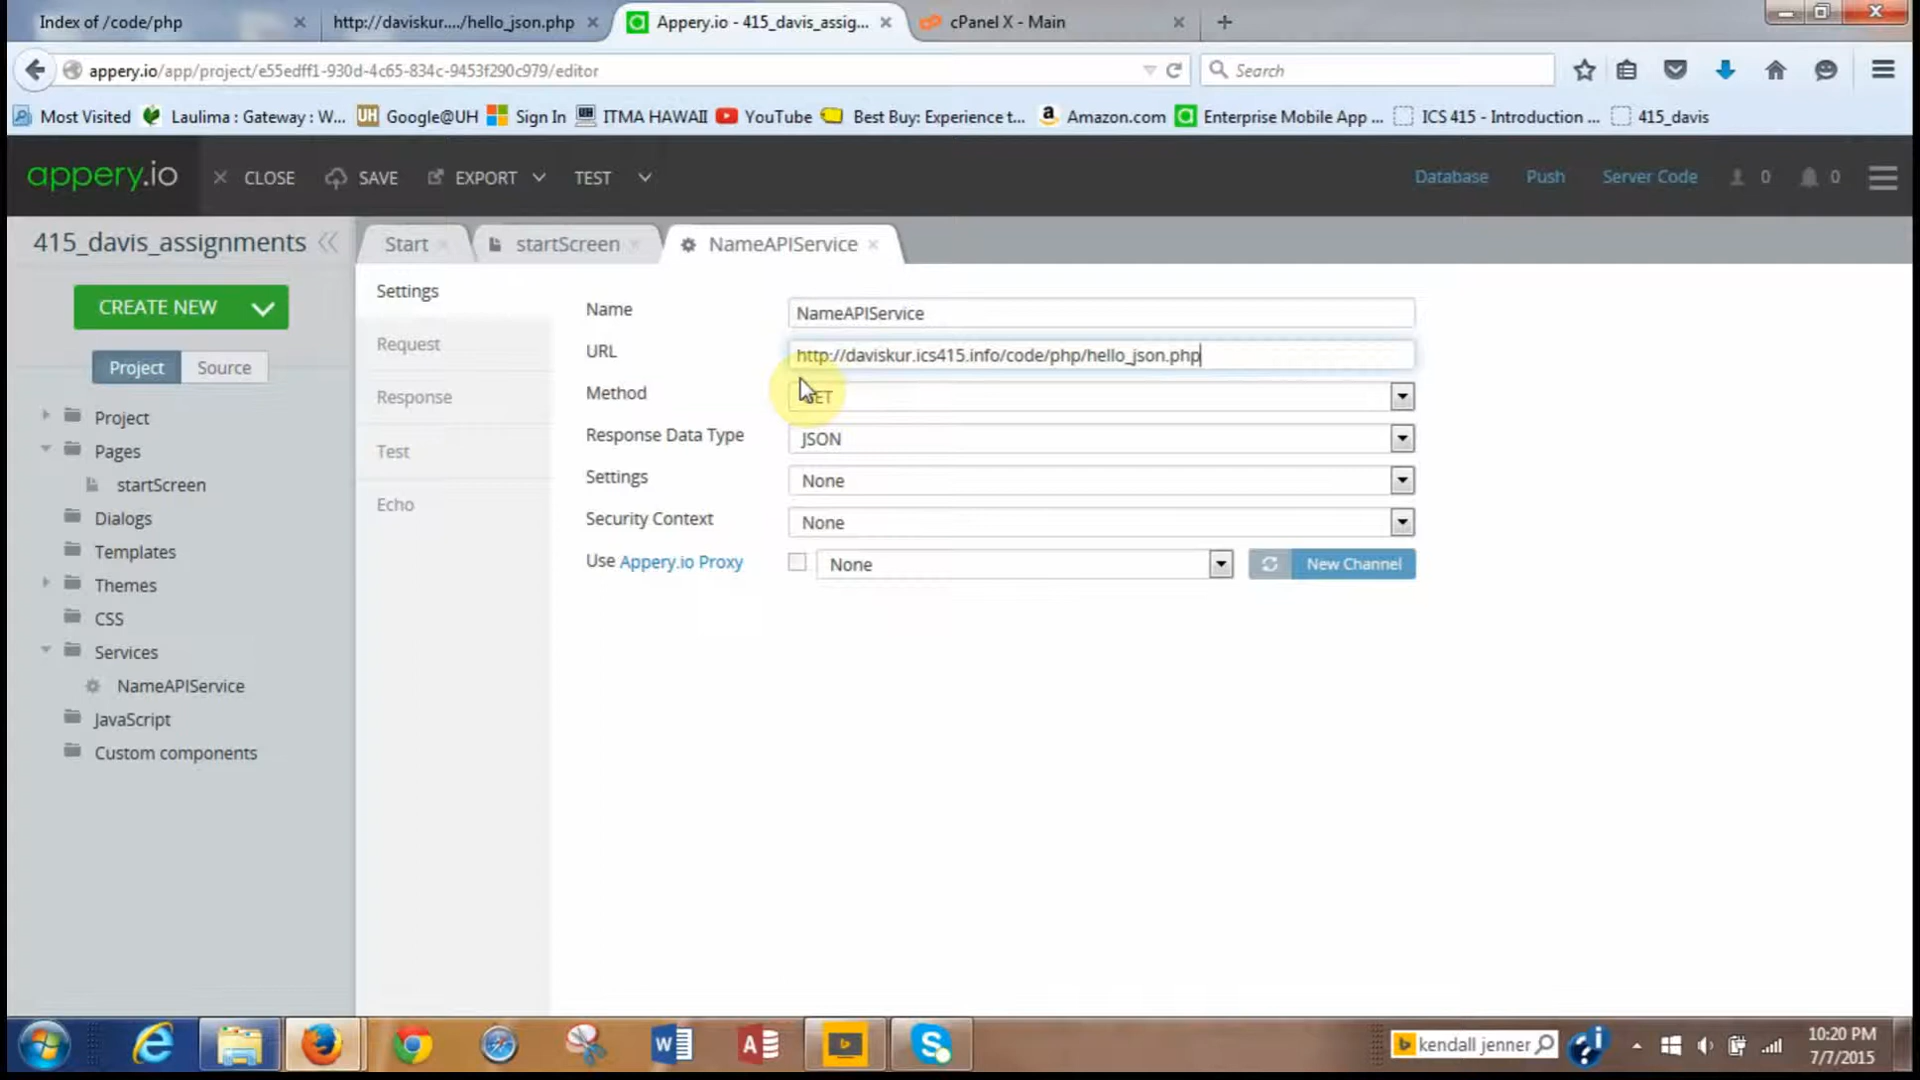 Index of /code/php
http://daviskur..../hello_json.php
Appery.io - 415_davis_assig...
cPanel X - Main
appery.io/app/project/e55edff1-930d-4c65-834c-9453f290c979/editor
Search
Most Visited
Laulima : Gateway : W...
UH
Google@UH
Sign In
ITMA HAWAII
YouTube
Best Buy: Experience t...
Amazon.com
Enterprise Mobile App ...
ICS 415 - Introduction ...
415_davis
appery.io
CLOSE
SAVE
EXPORT
TEST
Database
Push
Server Code
0
0
415_davis_assignments
Start
startScreen
NameAPIService
CREATE NEW
Project
Source
Project
Pages
startScreen
Dialogs
Templates
Themes
CSS
Services
NameAPIService
JavaScript
Custom components
Settings
Request
Response
Test
Echo
Name
NameAPIService
URL
http://daviskur.ics415.info/code/php/hello_json.php
Method
GET
Response Data Type
JSON
Settings
None
Security Context
None
Use Appery.io Proxy
None
New Channel
kendall jenner
10:20 PM
7/7/2015